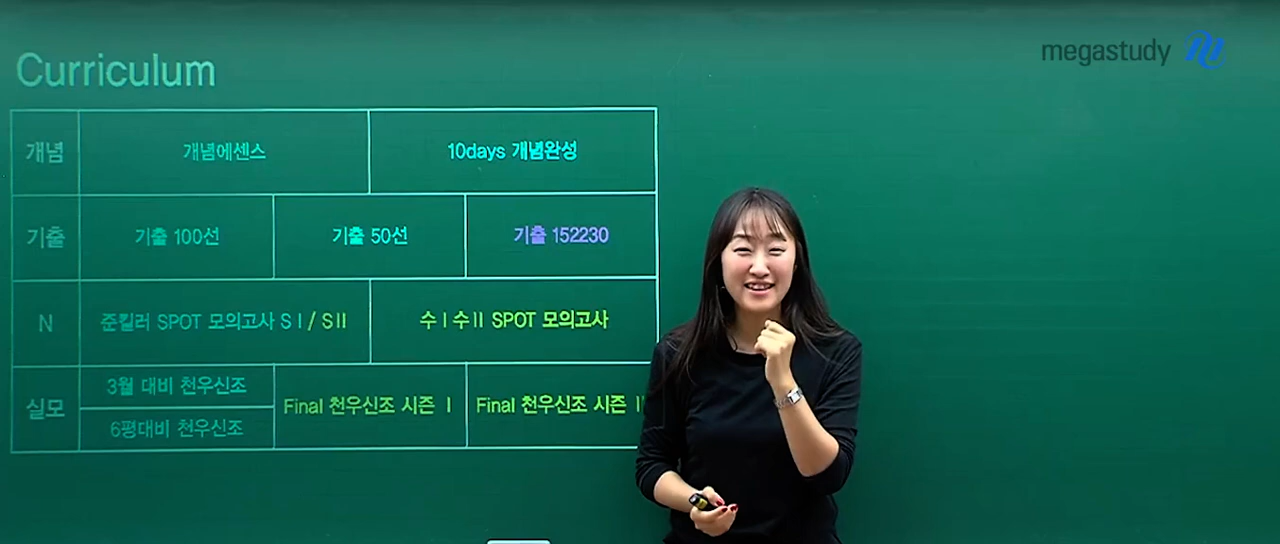 megastudy
Curriculum
개념 개념에센스 10days 개념완성
기출 기출 100선 기출 50선 기출 152230
N 준킬러 SPOT 모의고사 S I / S II 수 I 수 II SPOT 모의고사
실모 3월 대비 천우신조 Final 천우신조 시즌 I Final 천우신조 시즌 II
6평대비 천우신조